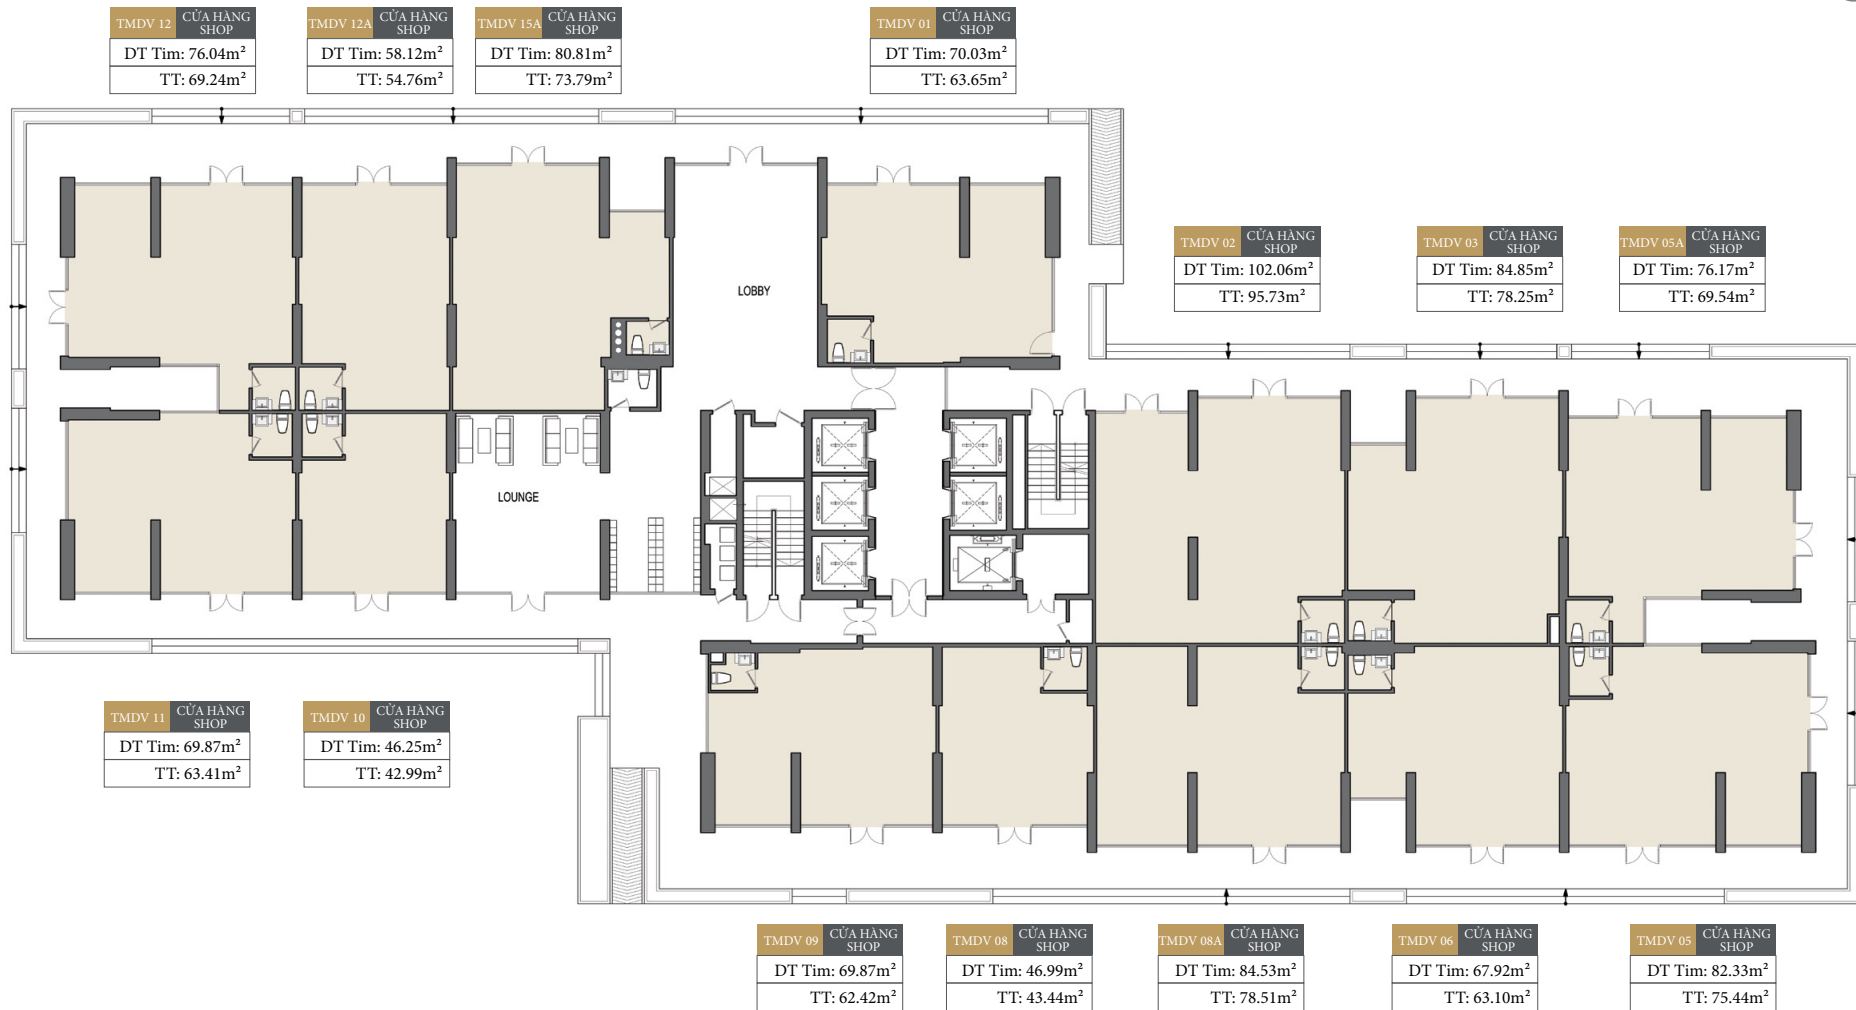 TMDV 12 CỬA HÀNG SHOP
DT Tim: 76.04m²
TT: 69.24m²
TMDV 12A CỬA HÀNG SHOP
DT Tim: 58.12m²
TT: 54.76m²
TMDV 15A CỬA HÀNG SHOP
DT Tim: 80.81m²
TT: 73.79m²
TMDV 01 CỬA HÀNG SHOP
DT Tim: 70.03m²
TT: 63.65m²
TMDV 02 CỬA HÀNG SHOP
DT Tim: 102.06m²
TT: 95.73m²
TMDV 03 CỬA HÀNG SHOP
DT Tim: 84.85m²
TT: 78.25m²
TMDV 05A CỬA HÀNG SHOP
DT Tim: 76.17m²
TT: 69.54m²
LOBBY
LOUNGE
TMDV 11 CỬA HÀNG SHOP
DT Tim: 69.87m²
TT: 63.41m²
TMDV 10 CỬA HÀNG SHOP
DT Tim: 46.25m²
TT: 42.99m²
TMDV 09 CỬA HÀNG SHOP
DT Tim: 69.87m²
TT: 62.42m²
TMDV 08 CỬA HÀNG SHOP
DT Tim: 46.99m²
TT: 43.44m²
TMDV 08A CỬA HÀNG SHOP
DT Tim: 84.53m²
TT: 78.51m²
TMDV 06 CỬA HÀNG SHOP
DT Tim: 67.92m²
TT: 63.10m²
TMDV 05 CỬA HÀNG SHOP
DT Tim: 82.33m²
TT: 75.44m²